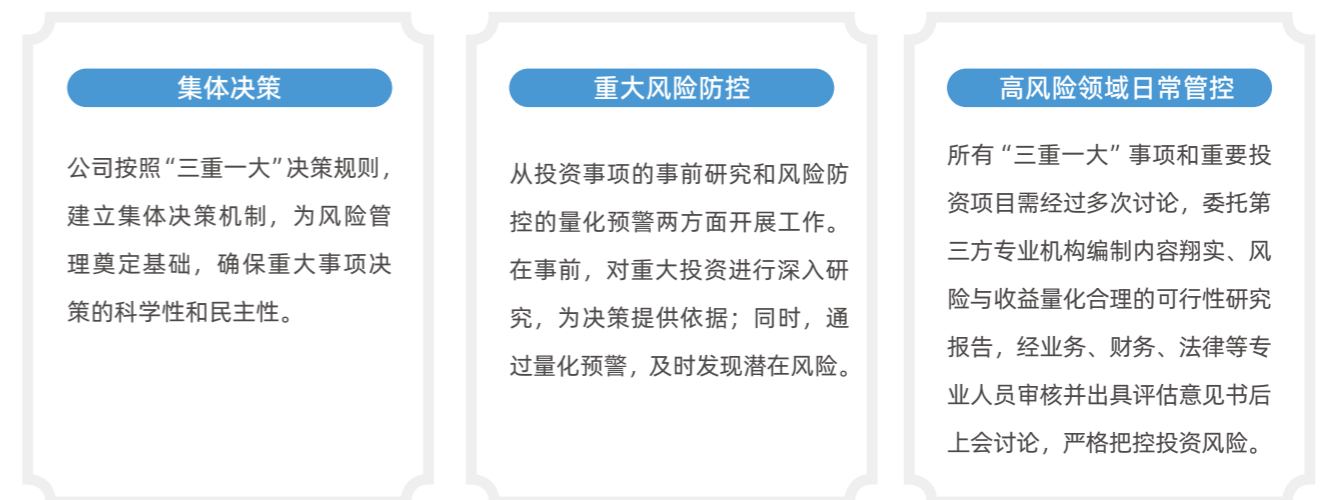 集体决策
公司按照“三重一大”决策规则，
建立集体决策机制，为风险管
理奠定基础，确保重大事项决
策的科学性和民主性。
重大风险防控
从投资事项的事前研究和风险防
控的量化预警两方面开展工作。
在事前，对重大投资进行深入研
究，为决策提供依据；同时，通
过量化预警，及时发现潜在风险。
高风险领域日常管控
所有“三重一大”事项和重要投
资项目需经过多次讨论，委托第
三方专业机构编制内容翔实、风
险与收益量化合理的可行性研究
报告，经业务、财务、法律等专
业人员审核并出具评估意见书后
上会讨论，严格把控投资风险。